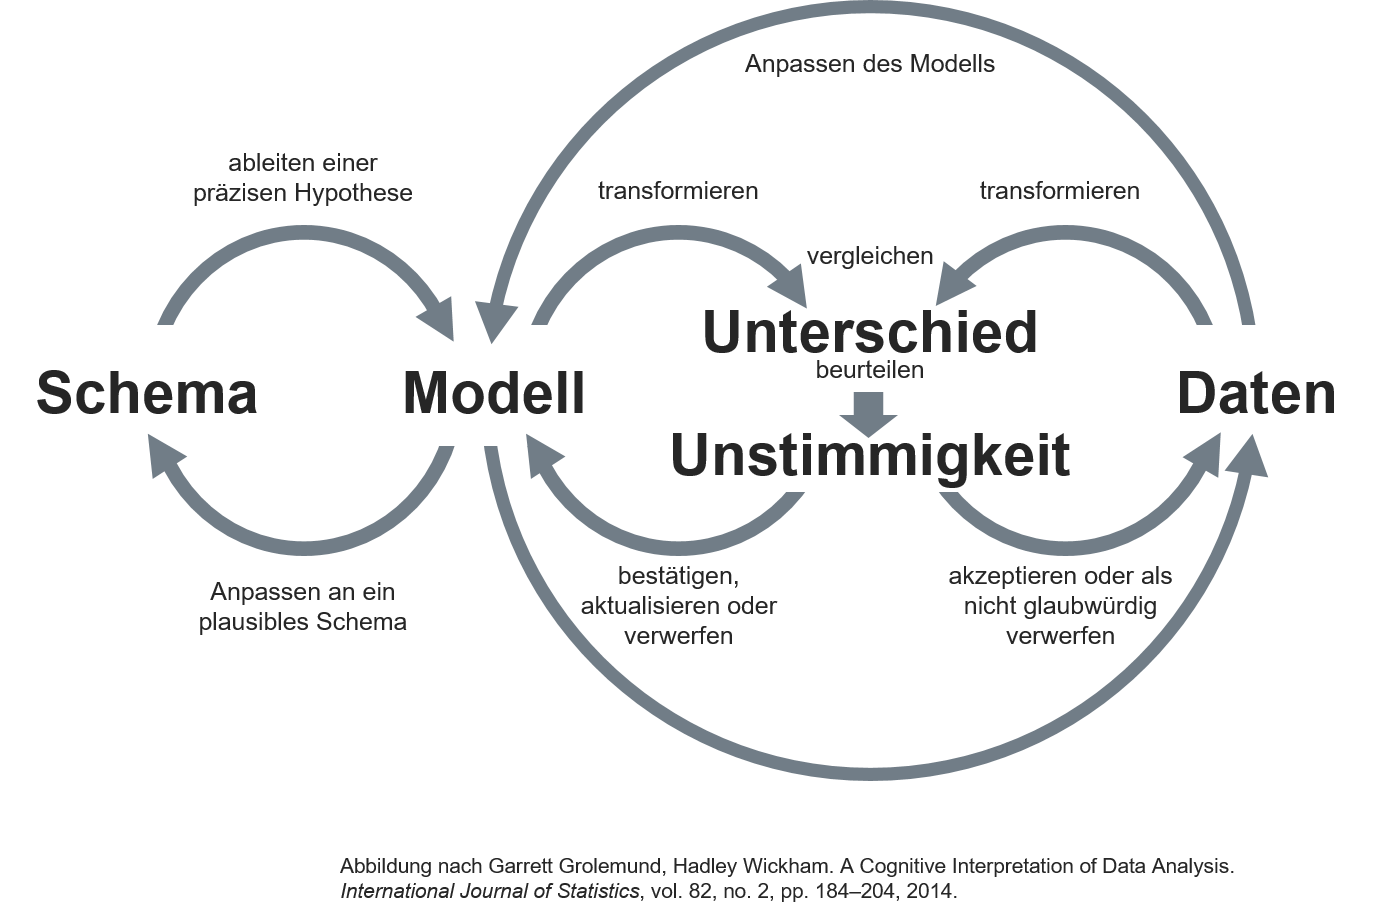 Anpassen des Modells
ableiten einer
präzisen Hypothese
transformieren
transformieren
vergleichen
Unterschied
beurteilen
Schema
Modell
Daten
Unstimmigkeit
Anpassen an ein
plausibles Schema
bestätigen,
aktualisieren oder
verwerfen
akzeptieren oder als
nicht glaubwürdig
verwerfen
Abbildung nach Garrett Grolemund, Hadley Wickham. A Cognitive Interpretation of Data Analysis.
International Journal of Statistics, vol. 82, no. 2, pp. 184–204, 2014.